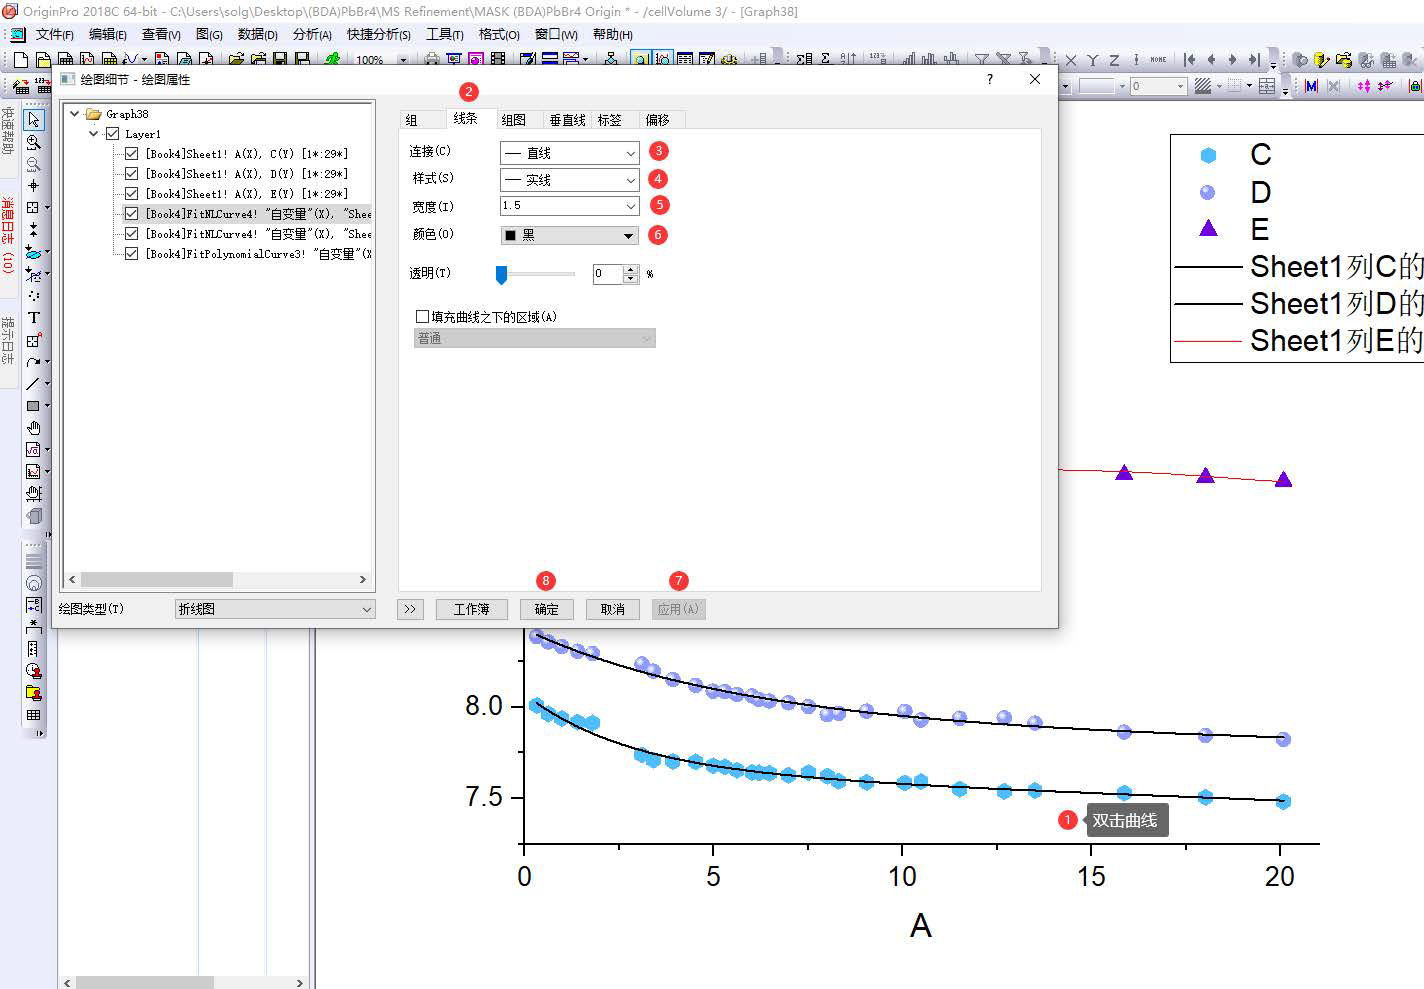 OriginPro 2018C 64-bit - C:\Users\solg\Desktop\(BDA)PbBr4\MS Refinement\MASK (BDA)PbBr4 Origin * - /cellVolume 3/ - [Graph38]
文件(F) 编辑(E) 查看(V) 图(G) 数据(D) 分析(A) 快捷分析(S) 工具(T) 格式(O) 窗口(W) 帮助(H)
100%
X Y Z
0
快速帮助
消息日志 (10)
提示日志
绘图细节 - 绘图属性
?
2
Graph38
Layer1
[Book4]Sheet1! A(X), C(Y) [1*:29*]
[Book4]Sheet1! A(X), D(Y) [1*:29*]
[Book4]Sheet1! A(X), E(Y) [1*:29*]
[Book4]FitNLCurve4! "自变量"(X), "Shee
[Book4]FitNLCurve4! "自变量"(X), "Shee
[Book4]FitPolynomialCurve3! "自变量"(X
组 线条 组图 垂直线 标签 偏移
连接(C) 直线 3
样式(S) 实线 4
宽度(I) 1.5 5
颜色(O) 黑 6
透明(T) 0 %
填充曲线之下的区域(A)
普通
8 7
绘图类型(T) 折线图 >> 工作簿 确定 取消 应用(A)
C
D
E
Sheet1列C的
Sheet1列D的
Sheet1列E的
8.0
7.5
1 双击曲线
0 5 10 15 20
A